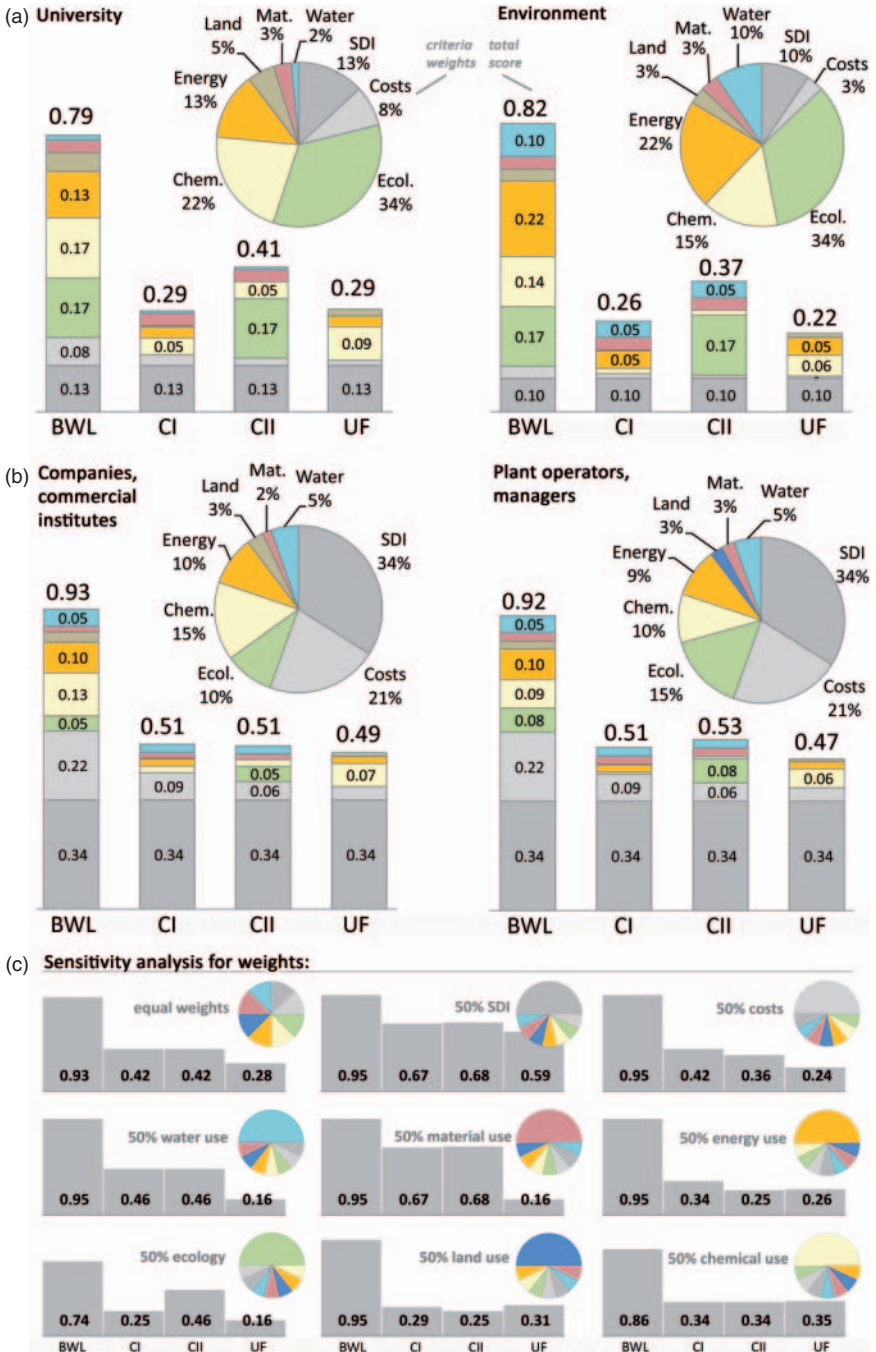 (a)
University
Land
5%
Mat.
3%
Water
2%
SDI
13%
Energy
13%
Costs
8%
Chem.
22%
Ecol.
34%
criteria
weights
total
score
0.79
0.13
0.17
0.17
0.08
0.13
0.29
0.05
0.13
0.41
0.05
0.17
0.13
0.29
0.09
0.13
BWL
CI
CII
UF
Environment
Land
3%
Mat.
3%
Water
10%
SDI
10%
Costs
3%
Energy
22%
Chem.
15%
Ecol.
34%
0.82
0.10
0.22
0.14
0.17
0.10
0.26
0.05
0.05
0.10
0.37
0.05
0.17
0.10
0.22
0.05
0.06
0.10
BWL
CI
CII
UF
(b)
Companies,
commercial
institutes
Land
3%
Mat.
2%
Water
5%
Energy
10%
SDI
34%
Chem.
15%
Ecol.
10%
Costs
21%
0.93
0.05
0.10
0.13
0.05
0.22
0.34
0.51
0.09
0.34
0.51
0.05
0.06
0.34
0.49
0.07
0.34
BWL
CI
CII
UF
Plant operators,
managers
Land
3%
Mat.
3%
Water
5%
Energy
9%
SDI
34%
Chem.
10%
Ecol.
15%
Costs
21%
0.92
0.05
0.10
0.09
0.08
0.22
0.34
0.51
0.09
0.34
0.53
0.08
0.06
0.34
0.47
0.06
0.34
BWL
CI
CII
UF
(c)
Sensitivity analysis for weights:
equal weights
0.93 0.42 0.42 0.28
50% SDI
0.95 0.67 0.68 0.59
50% costs
0.95 0.42 0.36 0.24
50% water use
0.95 0.46 0.46 0.16
50% material use
0.95 0.67 0.68 0.16
50% energy use
0.95 0.34 0.25 0.26
50% ecology
0.74 0.25 0.46 0.16
50% land use
0.95 0.29 0.25 0.31
50% chemical use
0.86 0.34 0.34 0.35
BWL CI CII UF
BWL CI CII UF
BWL CI CII UF